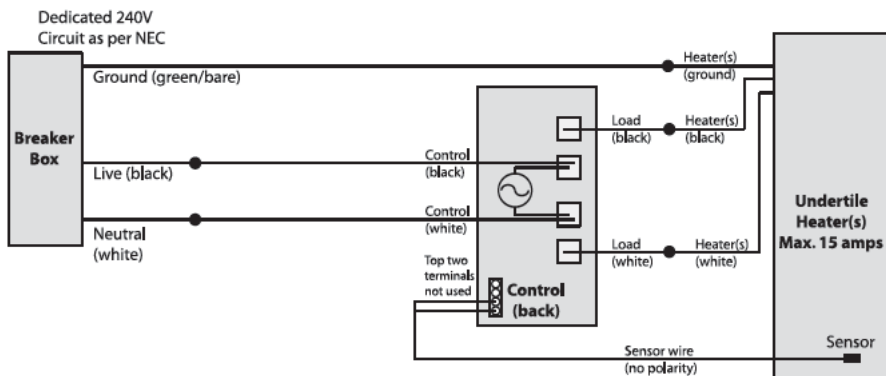 Dedicated 240V
Circuit as per NEC
Ground (green/bare)
Heater(s)
(ground)
Breaker
Box
Live (black)
Control
(black)
Load
(black)
Heater(s)
(black)
Neutral
(white)
Control
(white)
Load
(white)
Heater(s)
(white)
Undertile
Heater(s)
Max. 15 amps
Top two
terminals
not used
Control
(back)
Sensor wire
(no polarity)
Sensor